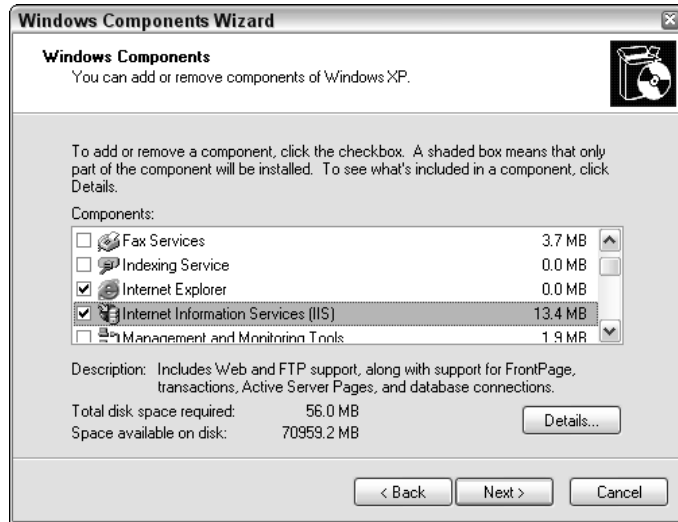 Windows Components Wizard
Windows Components
You can add or remove components of Windows XP.
To add or remove a component, click the checkbox. A shaded box means that only
part of the component will be installed. To see what's included in a component, click
Details.
Components:
Fax Services 3.7 MB
Indexing Service 0.0 MB
Internet Explorer 0.0 MB
Internet Information Services (IIS) 13.4 MB
Management and Monitoring Tools 1.9 MB
Description: Includes Web and FTP support, along with support for FrontPage,
transactions, Active Server Pages, and database connections.
Total disk space required: 56.0 MB
Space available on disk: 70959.2 MB
Details...
< Back Next > Cancel